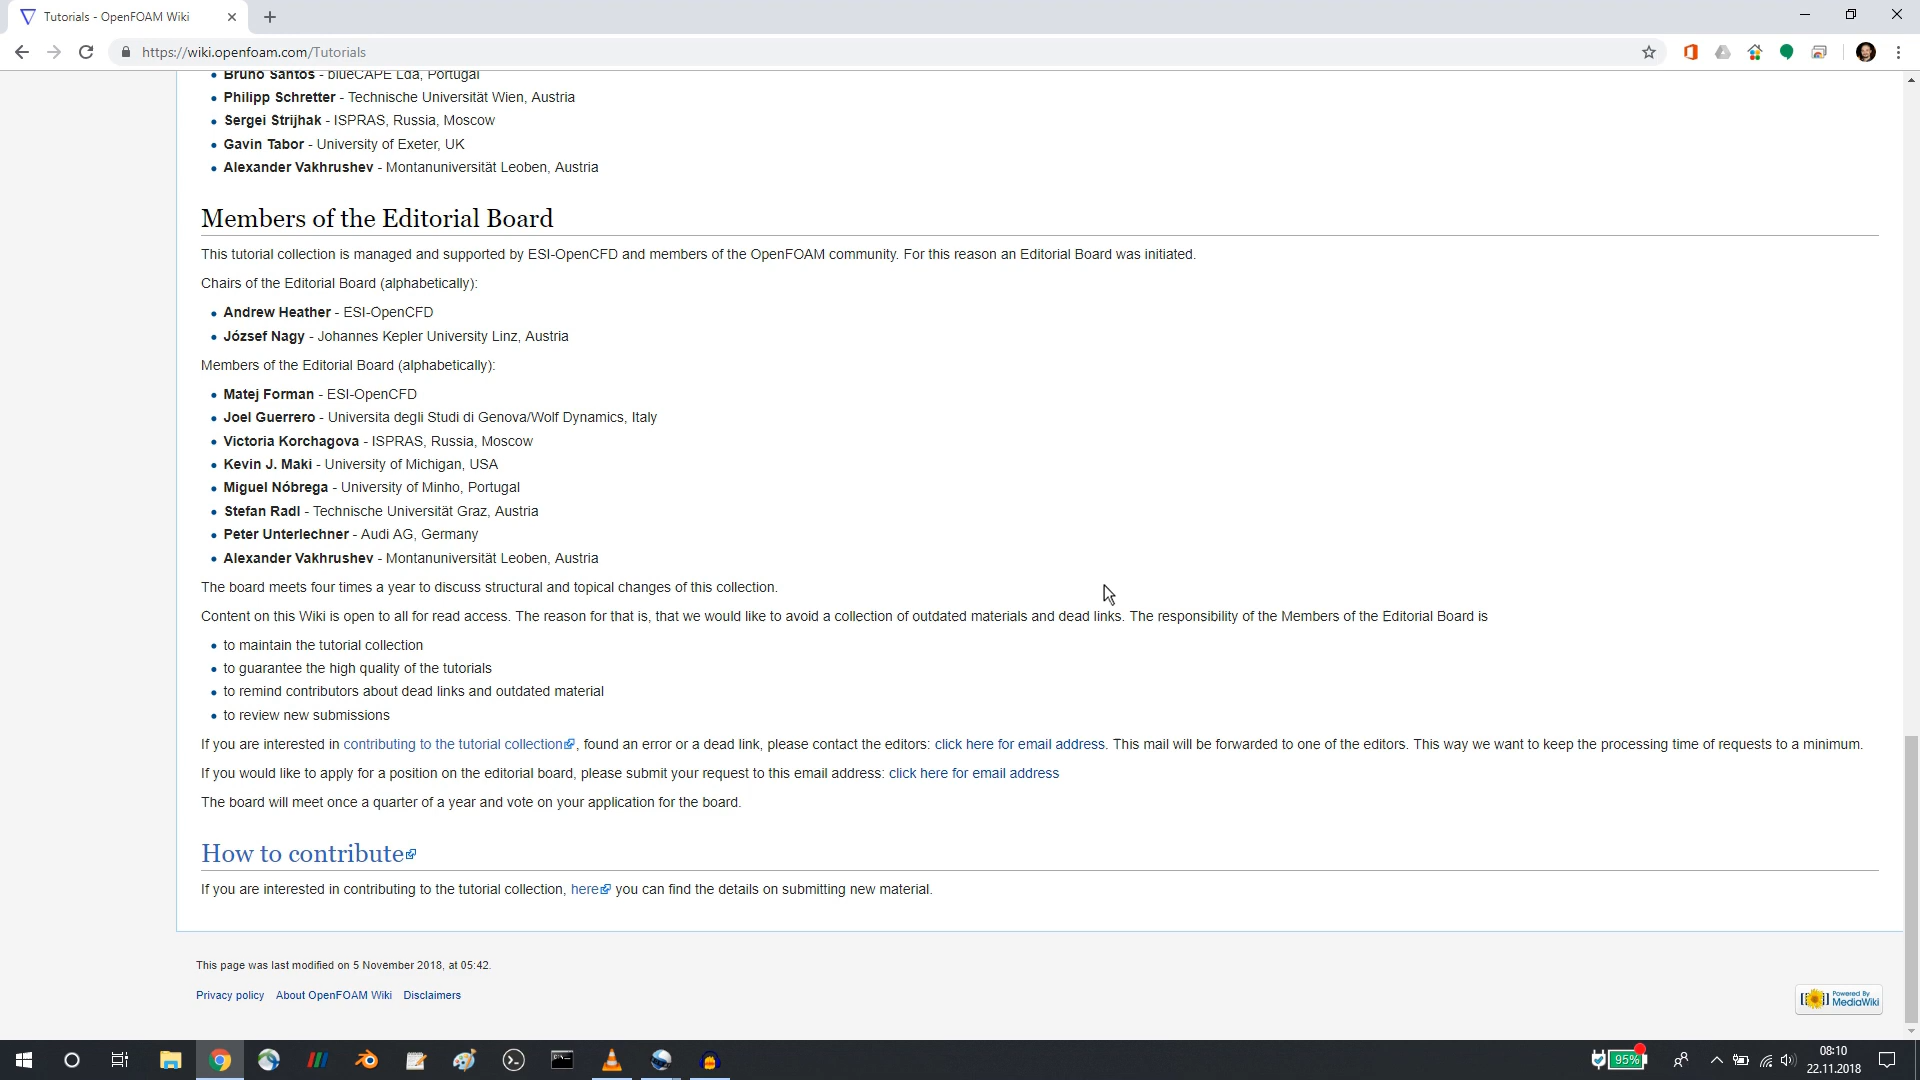 Tutorials - OpenFOAM Wiki
https://wiki.openfoam.com/Tutorials
Bruno Santos - blueCAPE Lda, Portugal
Philipp Schretter - Technische Universität Wien, Austria
Sergei Strijhak - ISPRAS, Russia, Moscow
Gavin Tabor - University of Exeter, UK
Alexander Vakhrushev - Montanuniversität Leoben, Austria
Members of the Editorial Board
This tutorial collection is managed and supported by ESI-OpenCFD and members of the OpenFOAM community. For this reason an Editorial Board was initiated.
Chairs of the Editorial Board (alphabetically):
Andrew Heather - ESI-OpenCFD
József Nagy - Johannes Kepler University Linz, Austria
Members of the Editorial Board (alphabetically):
Matej Forman - ESI-OpenCFD
Joel Guerrero - Universita degli Studi di Genova/Wolf Dynamics, Italy
Victoria Korchagova - ISPRAS, Russia, Moscow
Kevin J. Maki - University of Michigan, USA
Miguel Nóbrega - University of Minho, Portugal
Stefan Radl - Technische Universität Graz, Austria
Peter Unterlechner - Audi AG, Germany
Alexander Vakhrushev - Montanuniversität Leoben, Austria
The board meets four times a year to discuss structural and topical changes of this collection.
Content on this Wiki is open to all for read access. The reason for that is, that we would like to avoid a collection of outdated materials and dead links. The responsibility of the Members of the Editorial Board is
to maintain the tutorial collection
to guarantee the high quality of the tutorials
to remind contributors about dead links and outdated material
to review new submissions
If you are interested in contributing to the tutorial collection, found an error or a dead link, please contact the editors: click here for email address. This mail will be forwarded to one of the editors. This way we want to keep the processing time of requests to a minimum.
If you would like to apply for a position on the editorial board, please submit your request to this email address: click here for email address
The board will meet once a quarter of a year and vote on your application for the board.
How to contribute
If you are interested in contributing to the tutorial collection, here you can find the details on submitting new material.
This page was last modified on 5 November 2018, at 05:42.
Privacy policy About OpenFOAM Wiki Disclaimers
Powered By
MediaWiki
95%
08:10
22.11.2018